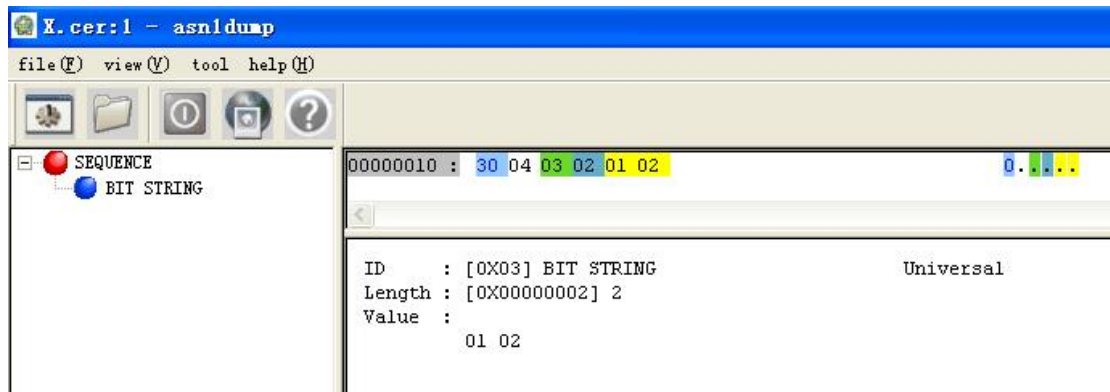 X.cer:1 - asn1dump
file(F) view(V) tool help(H)
SEQUENCE
BIT STRING
00000010 : 30 04 03 02 01 02 0.....
ID : [0X03] BIT STRING Universal
Length : [0X00000002] 2
Value :
01 02